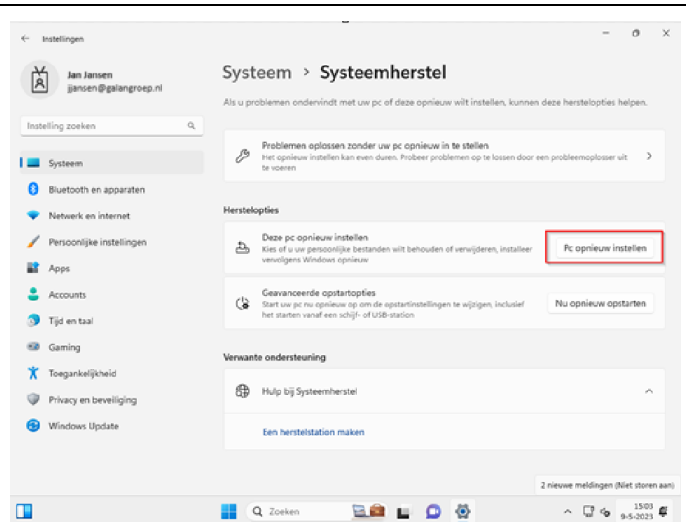 Instellingen
Jan Jansen
jjansen@galangroep.nl
Instelling zoeken
Systeem
Bluetooth en apparaten
Netwerk en internet
Persoonlijke instellingen
Apps
Accounts
Tijd en taal
Gaming
Toegankelijkheid
Privacy en beveiliging
Windows Update
Systeem > Systeemherstel
Als u problemen ondervindt met uw pc of deze opnieuw wilt instellen, kunnen deze herstelopties helpen.
Problemen oplossen zonder uw pc opnieuw in te stellen
Het opnieuw instellen kan even duren. Probeer problemen op te lossen door een probleemoplosser uit
te voeren
Herstelopties
Deze pc opnieuw instellen
Kies of u uw persoonlijke bestanden wilt behouden of verwijderen, installeer
vervolgens Windows opnieuw
Pc opnieuw instellen
Geavanceerde opstartopties
Start uw pc nu opnieuw op om de opstartinstellingen te wijzigen, inclusief
het starten vanaf een schijf- of USB-station
Nu opnieuw opstarten
Verwante ondersteuning
Hulp bij Systeemherstel
Een herstelstation maken
2 nieuwe meldingen (Niet storen aan)
Zoeken
15:03
9-5-2023